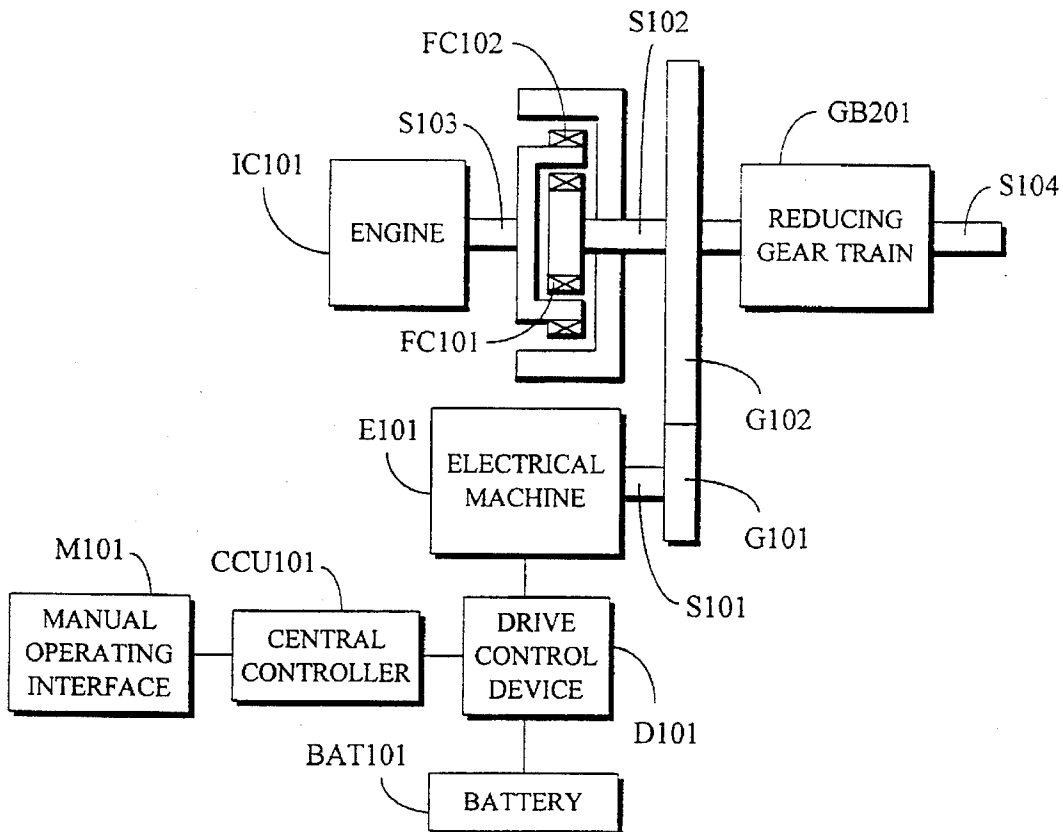 S102
FC102
GB201
S103
IC101
S104
ENGINE
REDUCING
GEAR TRAIN
FC101
G102
E101
ELECTRICAL
MACHINE
G101
M101
CCU101
S101
MANUAL
OPERATING
INTERFACE
CENTRAL
CONTROLLER
DRIVE
CONTROL
DEVICE
D101
BAT101
BATTERY